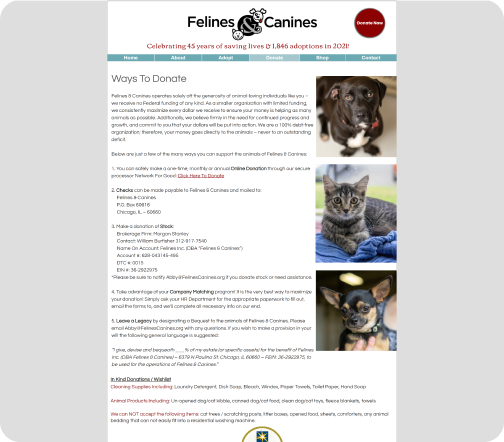 Felines & Canines
Donate Now
Celebrating 45 years of saving lives & 1,846 adoptions in 2021!
Home About Adopt Donate Shop Contact
Ways To Donate
Felines & Canines operates solely off the generosity of animal-loving individuals like you –
we receive no Federal funding of any kind. As a smaller organization with limited funding,
we consistently maximize every dollar we receive to ensure your money is helping as many
animals as possible. Additionally, we believe firmly in the need for continued progress and
growth, and commit to you that your dollars will be put into action. We are a 100% debt-free
organization; therefore, your money goes directly to the animals – never to an outstanding
deficit.
Below are just a few of the many ways you can support the animals of Felines & Canines:
1. You can safely make a one-time, monthly or annual Online Donation through our secure
processor Network For Good: Click Here To Donate
2. Checks can be made payable to Felines & Canines and mailed to:
Felines & Canines
P.O. Box 60616
Chicago, IL – 60660
3. Make a donation of Stock:
Brokerage Firm: Morgan Stanley
Contact: William Barfisher 312-917-7540
Name On Account: Felines Inc. (DBA "Felines & Canines")
Account #: 628-043145-466
DTC #: 0015
EIN #: 36-2922975
*Please be sure to notify Abby@FelinesCanines.org if you donate stock or need assistance.
4. Take advantage of your Company Matching program! It is the very best way to maximize
your donation! Simply ask your HR Department for the appropriate paperwork to fill out,
email the forms to, and we'll complete all necessary info on our end.
5. Leave a Legacy by designating a Bequest to the animals of Felines & Canines. Please
email Abby@FelinesCanines.org with any questions. If you wish to make a provision in your
will the following general language is suggested:
"I give, devise and bequeath ____% of my estate (or specific assets) for the benefit of Felines
Inc. (DBA Felines & Canines) – 6379 N Paulina St. Chicago, IL 60660 – FEIN: 36-2922975, to
be used for the operations of Felines & Canines."
In Kind Donations / Wishlist
Cleaning Supplies Including: Laundry Detergent, Dish Soap, Bleach, Windex, Paper Towels, Toilet Paper, Hand Soap
Animal Products Including: Un-opened dog/cat kibble, canned dog/cat food, clean dog/cat toys, fleece blankets, towels
We can NOT accept the following items: cat trees / scratching posts, litter boxes, opened food, sheets, comforters, any animal
bedding that can not easily fit into a residential washing machine.